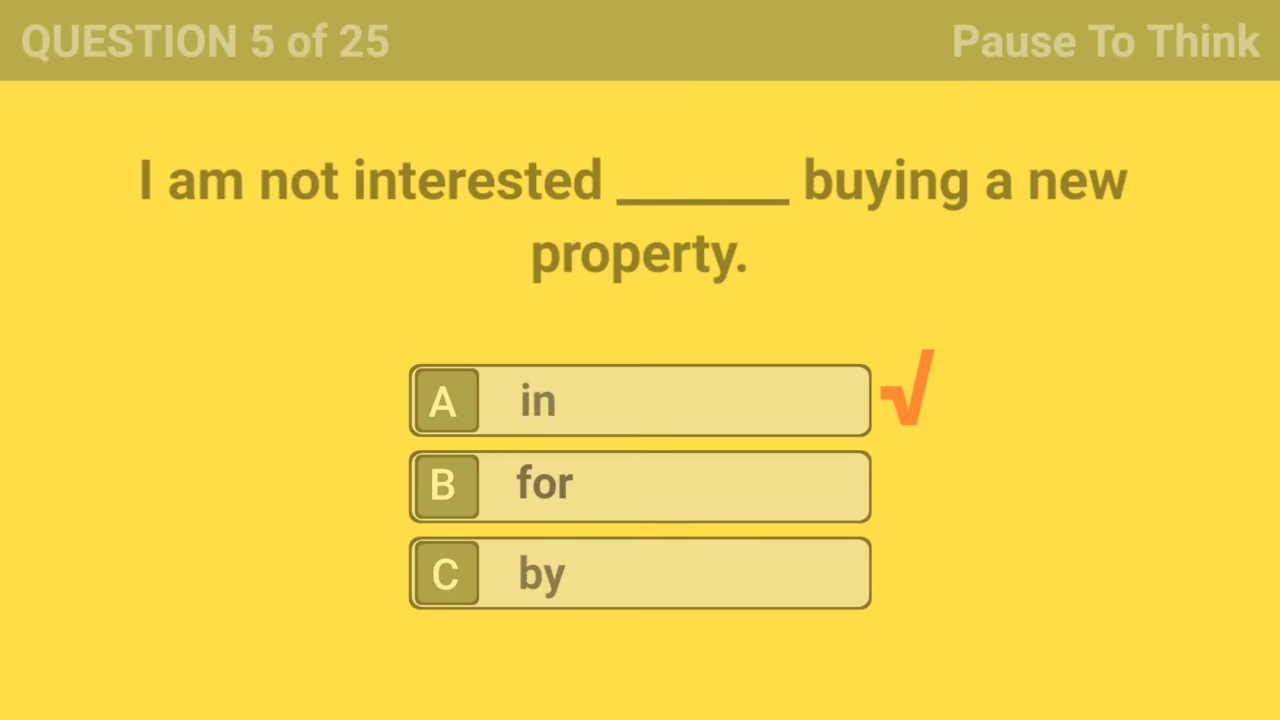 QUESTION 5 of 25
Pause To Think
I am not interested ______ buying a new
property.
A in
B for
C by